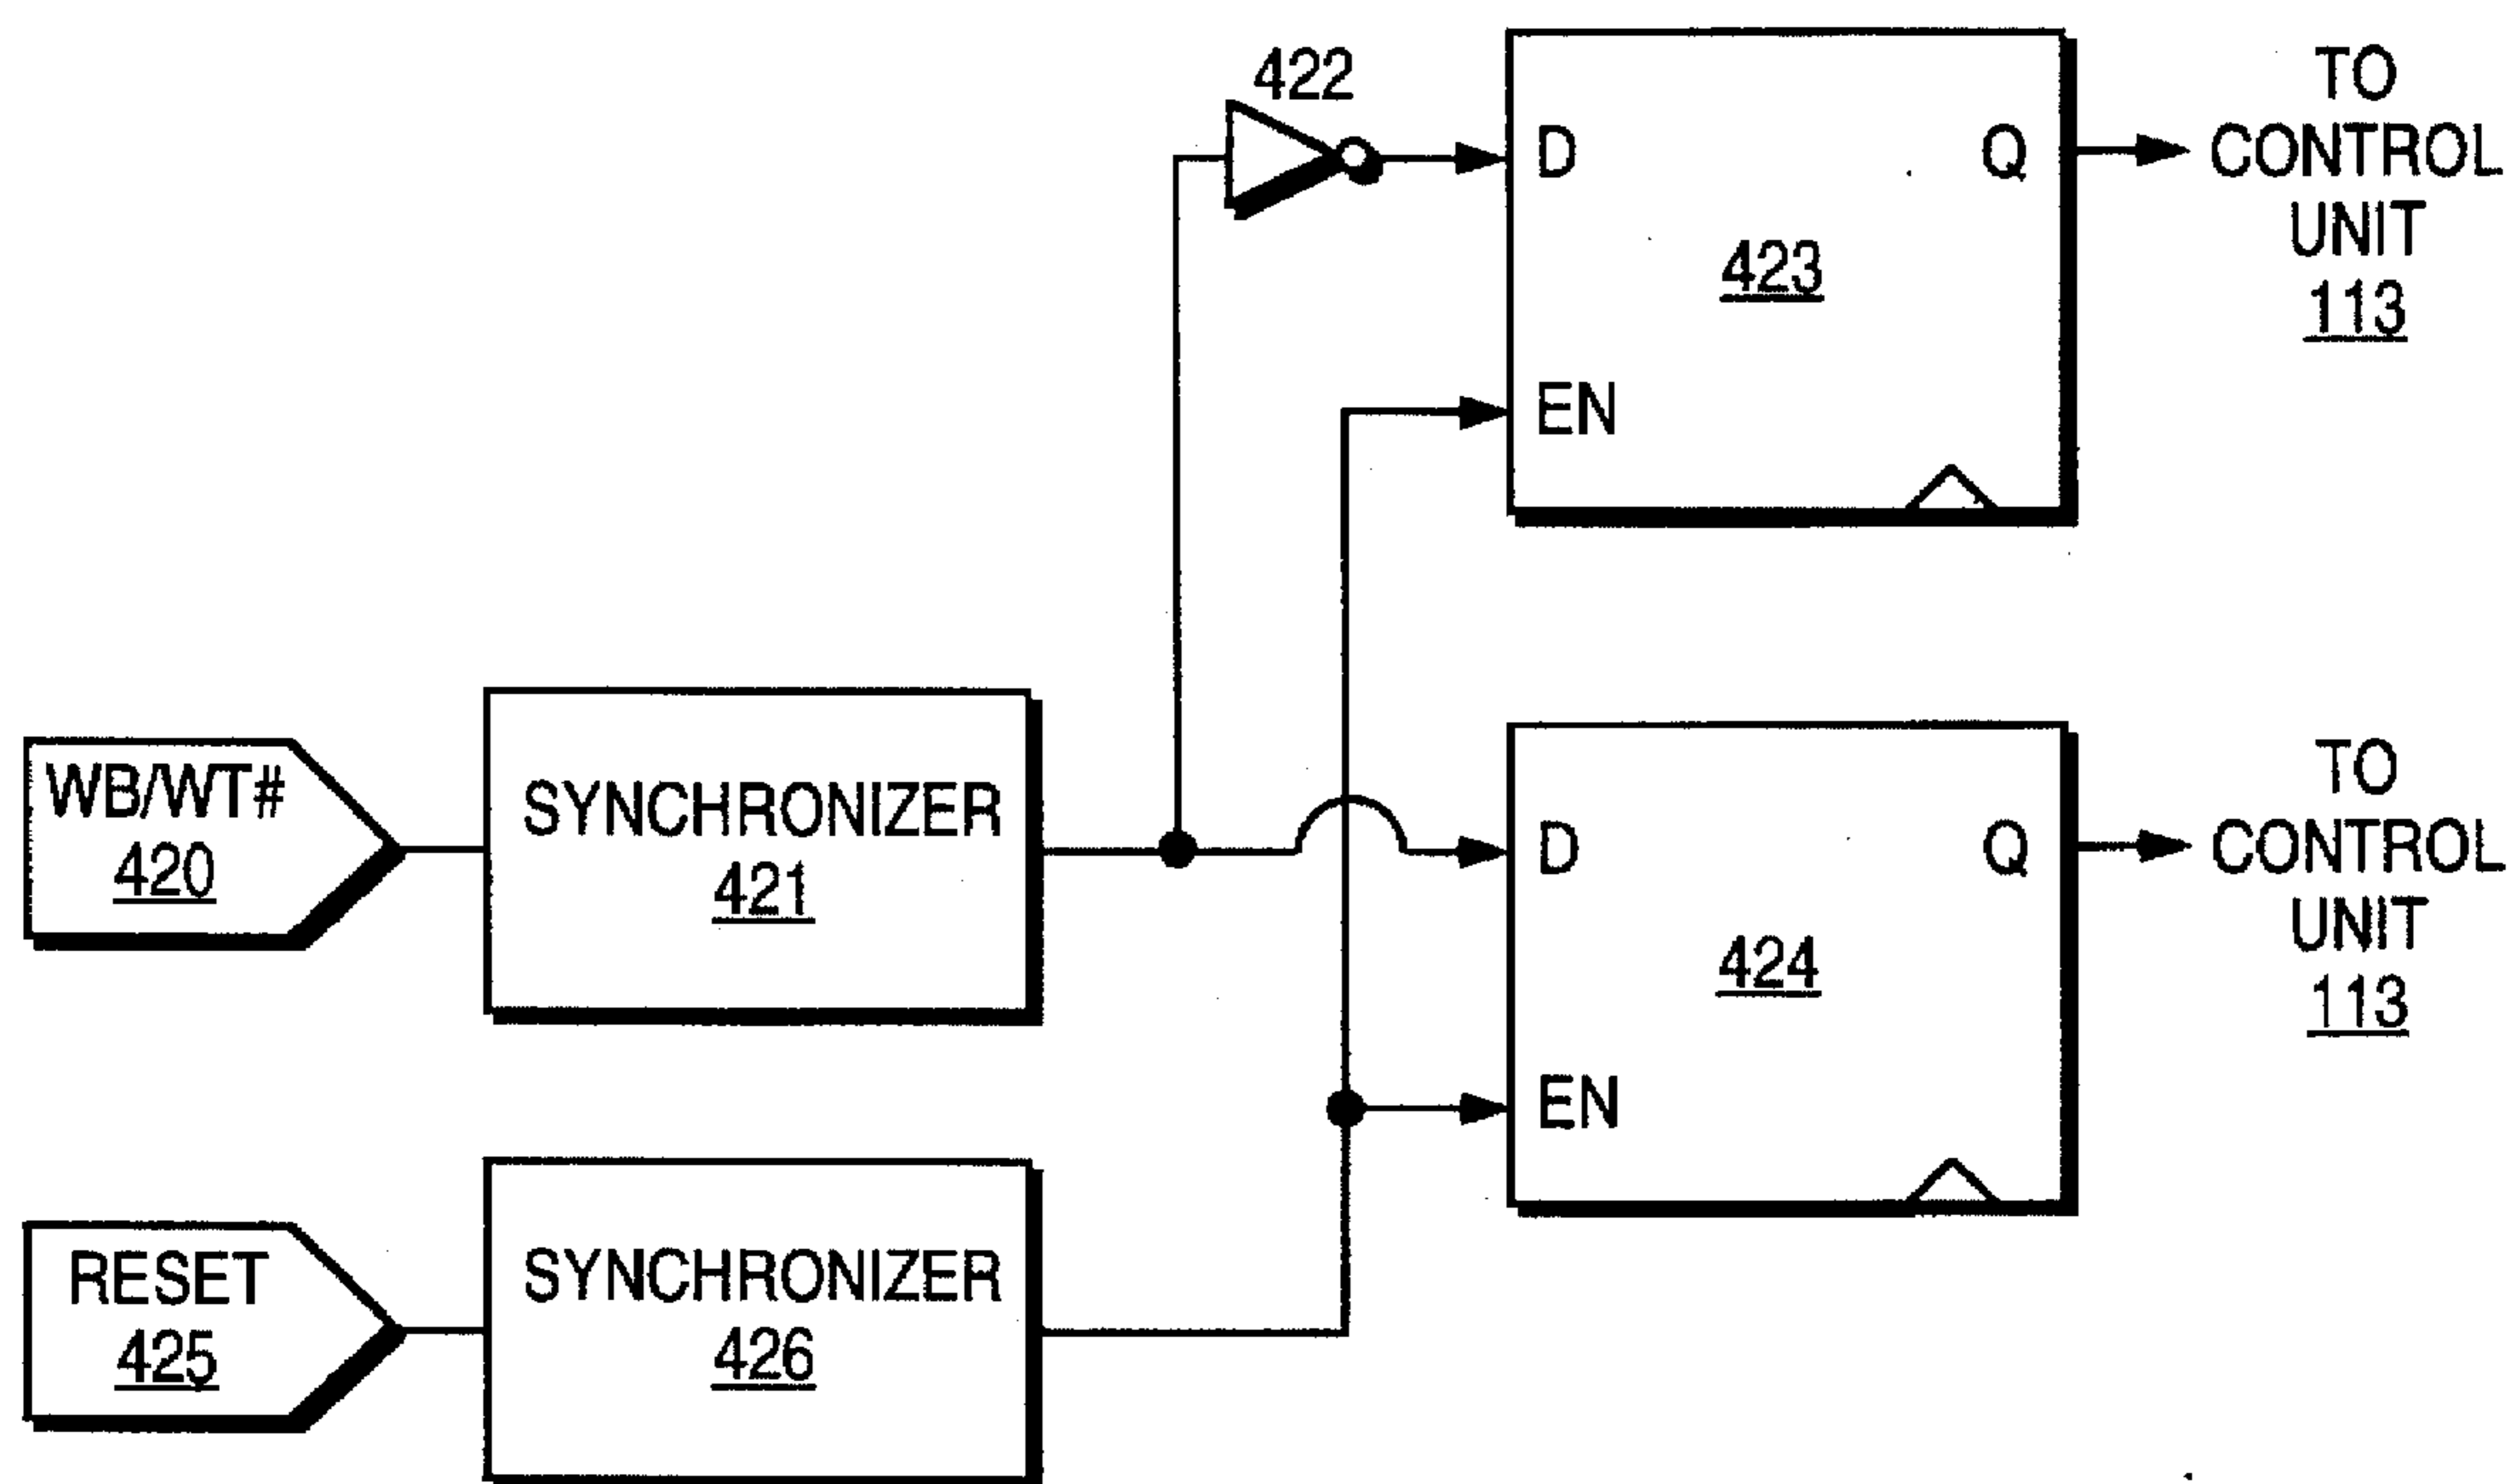 422
D
Q
423
EN
TO
CONTROL
UNIT
113
WB/WT#
420
SYNCHRONIZER
421
D
Q
424
EN
TO
CONTROL
UNIT
113
RESET
425
SYNCHRONIZER
426